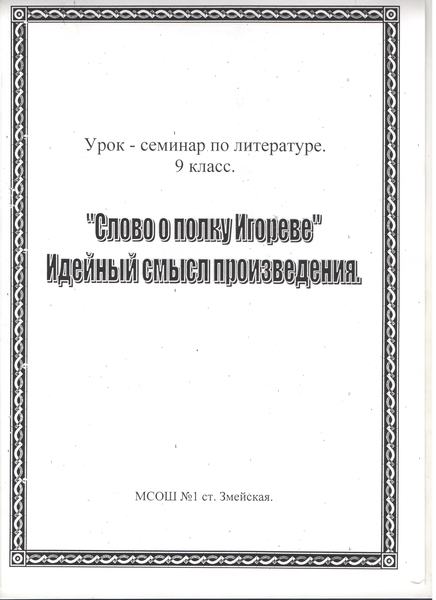 Урок - семинар по литературе.
9 класс.
"Слово о полку Игореве"
Идейный смысл произведения.
МСОШ №1 ст. Змейская.